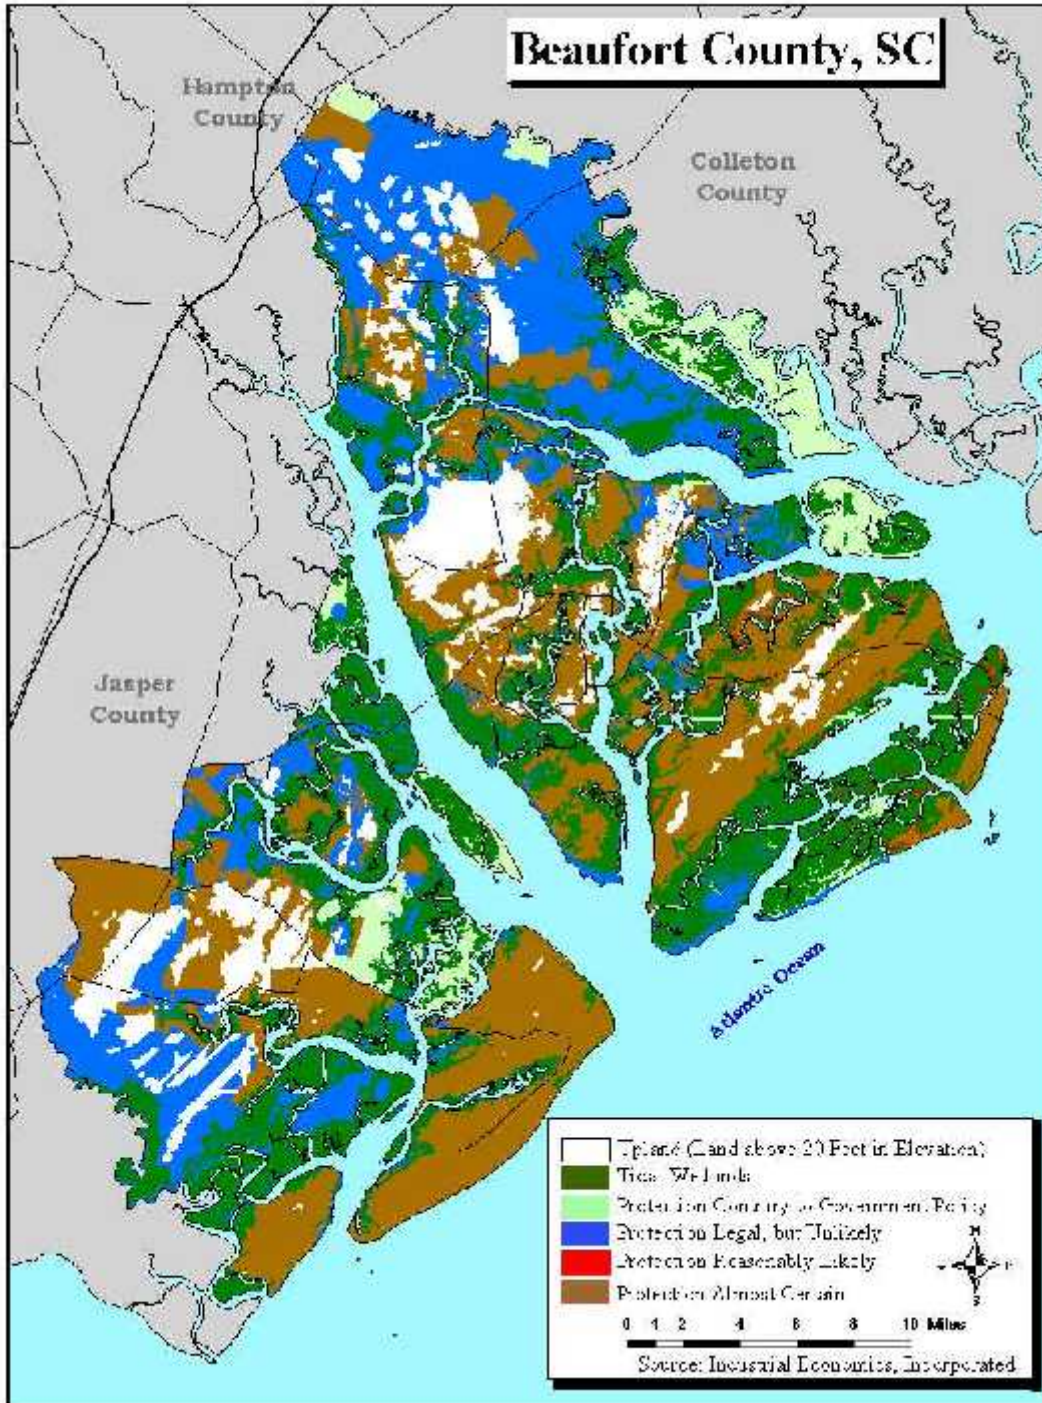 Beaufort County, SC
Hampton
County
Colleton
County
Jasper
County
Atlantic Ocean
Upland (Land above 20 Feet in Elevation)
Tidal Wetlands
Protection Contrary to Government Policy
Protection Legal, but Unlikely
Protection Reasonably Likely
Protection Almost Certain
N
S
0 1 2 4 6 8 10 Miles
Source: Industrial Economics, Incorporated